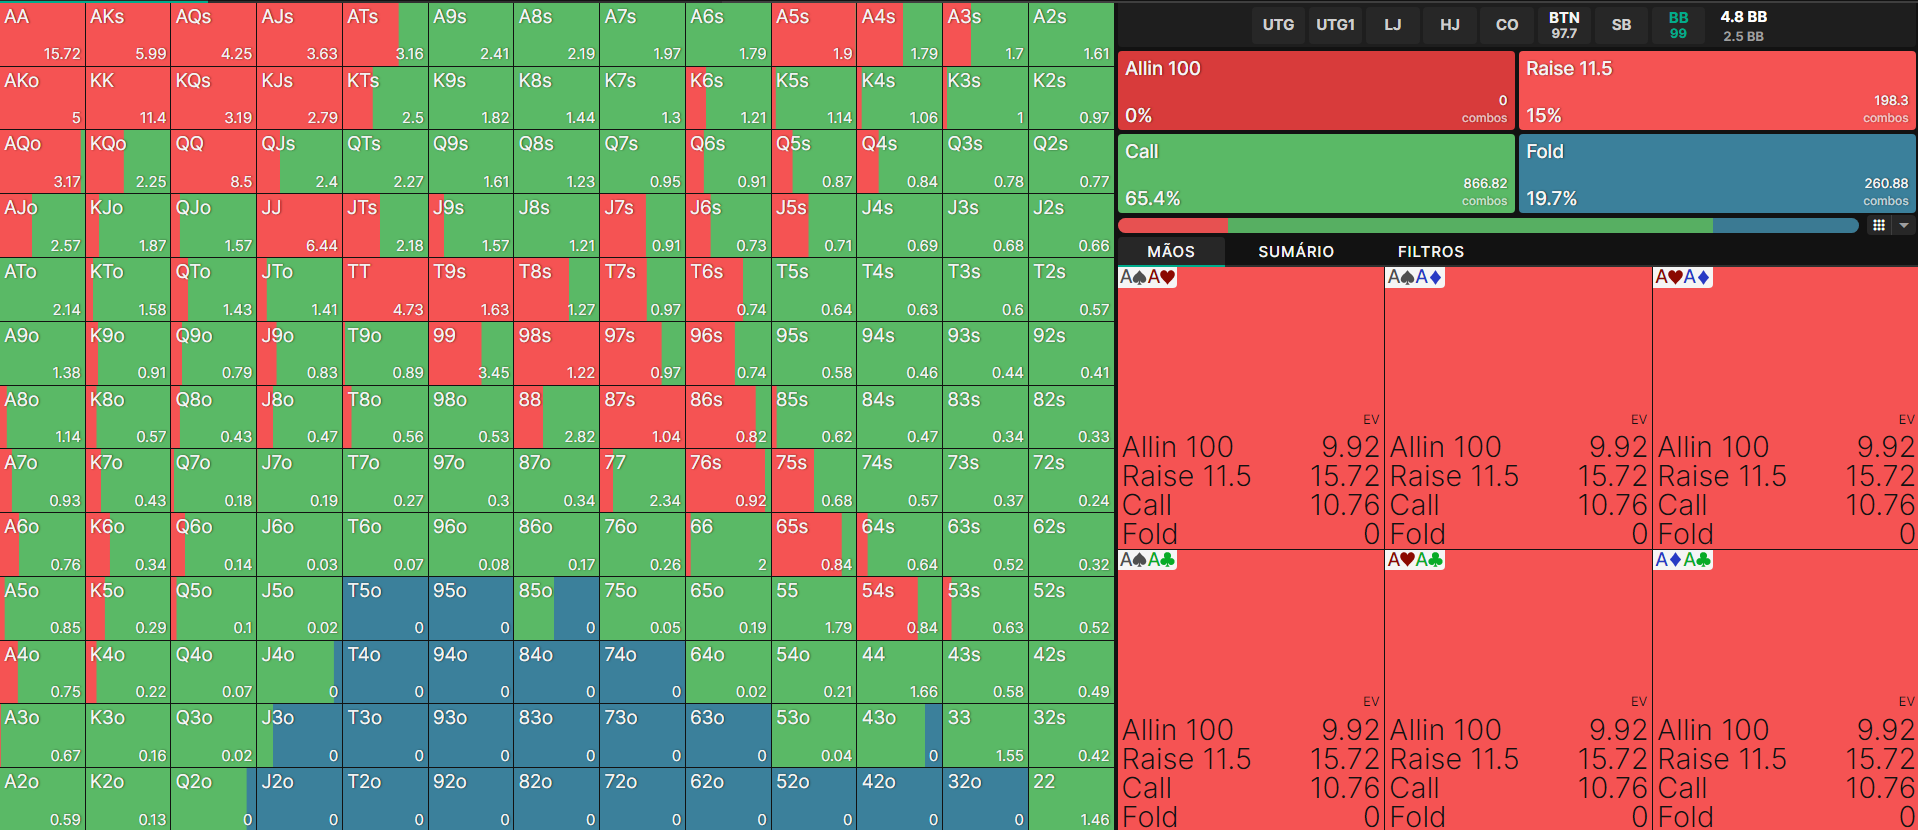 AA AKs AQs AJs ATs A9s A8s A7s A6s A5s A4s A3s A2s
15.72 5.99 4.25 3.63 3.16 2.41 2.19 1.97 1.79 1.9 1.79 1.7 1.61
AKo KK KQs KJs KTs K9s K8s K7s K6s K5s K4s K3s K2s
5 11.4 3.19 2.79 2.5 1.82 1.44 1.3 1.21 1.14 1.06 1 0.97
AQo KQo QQ QJs QTs Q9s Q8s Q7s Q6s Q5s Q4s Q3s Q2s
3.17 2.25 8.5 2.4 2.27 1.61 1.23 0.95 0.91 0.87 0.84 0.78 0.77
AJo KJo QJo JJ JTs J9s J8s J7s J6s J5s J4s J3s J2s
2.57 1.87 1.57 6.44 2.18 1.57 1.21 0.91 0.73 0.71 0.69 0.68 0.66
ATo KTo QTo JTo TT T9s T8s T7s T6s T5s T4s T3s T2s
2.14 1.58 1.43 1.41 4.73 1.63 1.27 0.97 0.74 0.64 0.63 0.6 0.57
A9o K9o Q9o J9o T9o 99 98s 97s 96s 95s 94s 93s 92s
1.38 0.91 0.79 0.83 0.89 3.45 1.22 0.97 0.74 0.58 0.46 0.44 0.41
A8o K8o Q8o J8o T8o 98o 88 87s 86s 85s 84s 83s 82s
1.14 0.57 0.43 0.47 0.56 0.53 2.82 1.04 0.82 0.62 0.47 0.34 0.33
A7o K7o Q7o J7o T7o 97o 87o 77 76s 75s 74s 73s 72s
0.93 0.43 0.18 0.19 0.27 0.3 0.34 2.34 0.92 0.68 0.57 0.37 0.24
A6o K6o Q6o J6o T6o 96o 86o 76o 66 65s 64s 63s 62s
0.76 0.34 0.14 0.03 0.07 0.08 0.17 0.26 2 0.84 0.64 0.52 0.32
A5o K5o Q5o J5o T5o 95o 85o 75o 65o 55 54s 53s 52s
0.85 0.29 0.1 0.02 0 0 0 0.05 0.19 1.79 0.84 0.63 0.52
A4o K4o Q4o J4o T4o 94o 84o 74o 64o 54o 44 43s 42s
0.75 0.22 0.07 0 0 0 0 0 0.02 0.21 1.66 0.58 0.49
A3o K3o Q3o J3o T3o 93o 83o 73o 63o 53o 43o 33 32s
0.67 0.16 0.02 0 0 0 0 0 0 0.04 0 1.55 0.42
A2o K2o Q2o J2o T2o 92o 82o 72o 62o 52o 42o 32o 22
0.59 0.13 0 0 0 0 0 0 0 0 0 0 1.46
UTG UTG1 LJ HJ CO BTN SB BB 4.8 BB
97.7 99 2.5 BB
Allin 100 Raise 11.5
0 198.3
0% combos 15% combos
Call Fold
866.82 260.88
65.4% combos 19.7% combos
MÃOS SUMÁRIO FILTROS
A♠A♥ A♠A♦ A♥A♦
EV EV EV
Allin 100 9.92 Allin 100 9.92 Allin 100 9.92
Raise 11.5 15.72 Raise 11.5 15.72 Raise 11.5 15.72
Call 10.76 Call 10.76 Call 10.76
Fold 0 Fold 0 Fold 0
A♠A♣ A♥A♣ A♦A♣
EV EV EV
Allin 100 9.92 Allin 100 9.92 Allin 100 9.92
Raise 11.5 15.72 Raise 11.5 15.72 Raise 11.5 15.72
Call 10.76 Call 10.76 Call 10.76
Fold 0 Fold 0 Fold 0